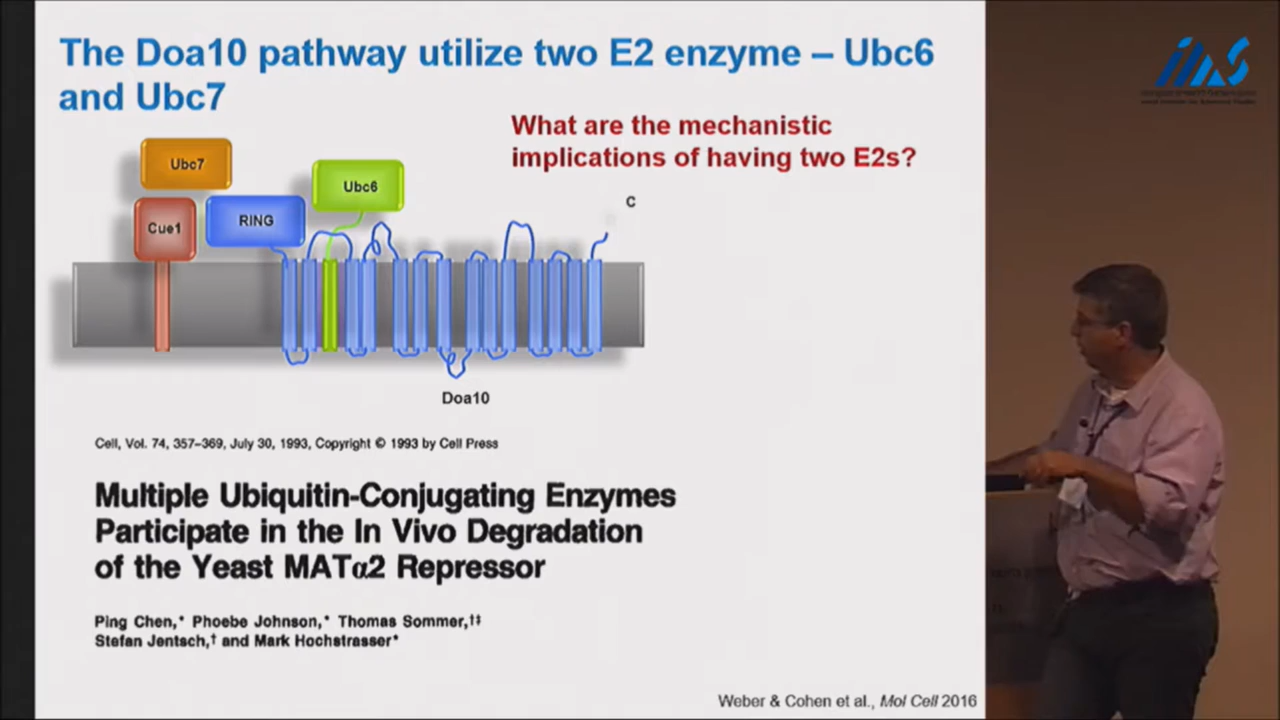 The Doa10 pathway utilize two E2 enzyme – Ubc6
and Ubc7
What are the mechanistic
implications of having two E2s?
Ubc7
Ubc6
Cue1
RING
C
Doa10
Cell, Vol. 74, 357–369, July 30, 1993, Copyright © 1993 by Cell Press
Multiple Ubiquitin-Conjugating Enzymes
Participate in the In Vivo Degradation
of the Yeast MATα2 Repressor
Ping Chen,* Phoebe Johnson,* Thomas Sommer,†‡
Stefan Jentsch,† and Mark Hochstrasser*
Weber & Cohen et al., Mol Cell 2016
IIAS